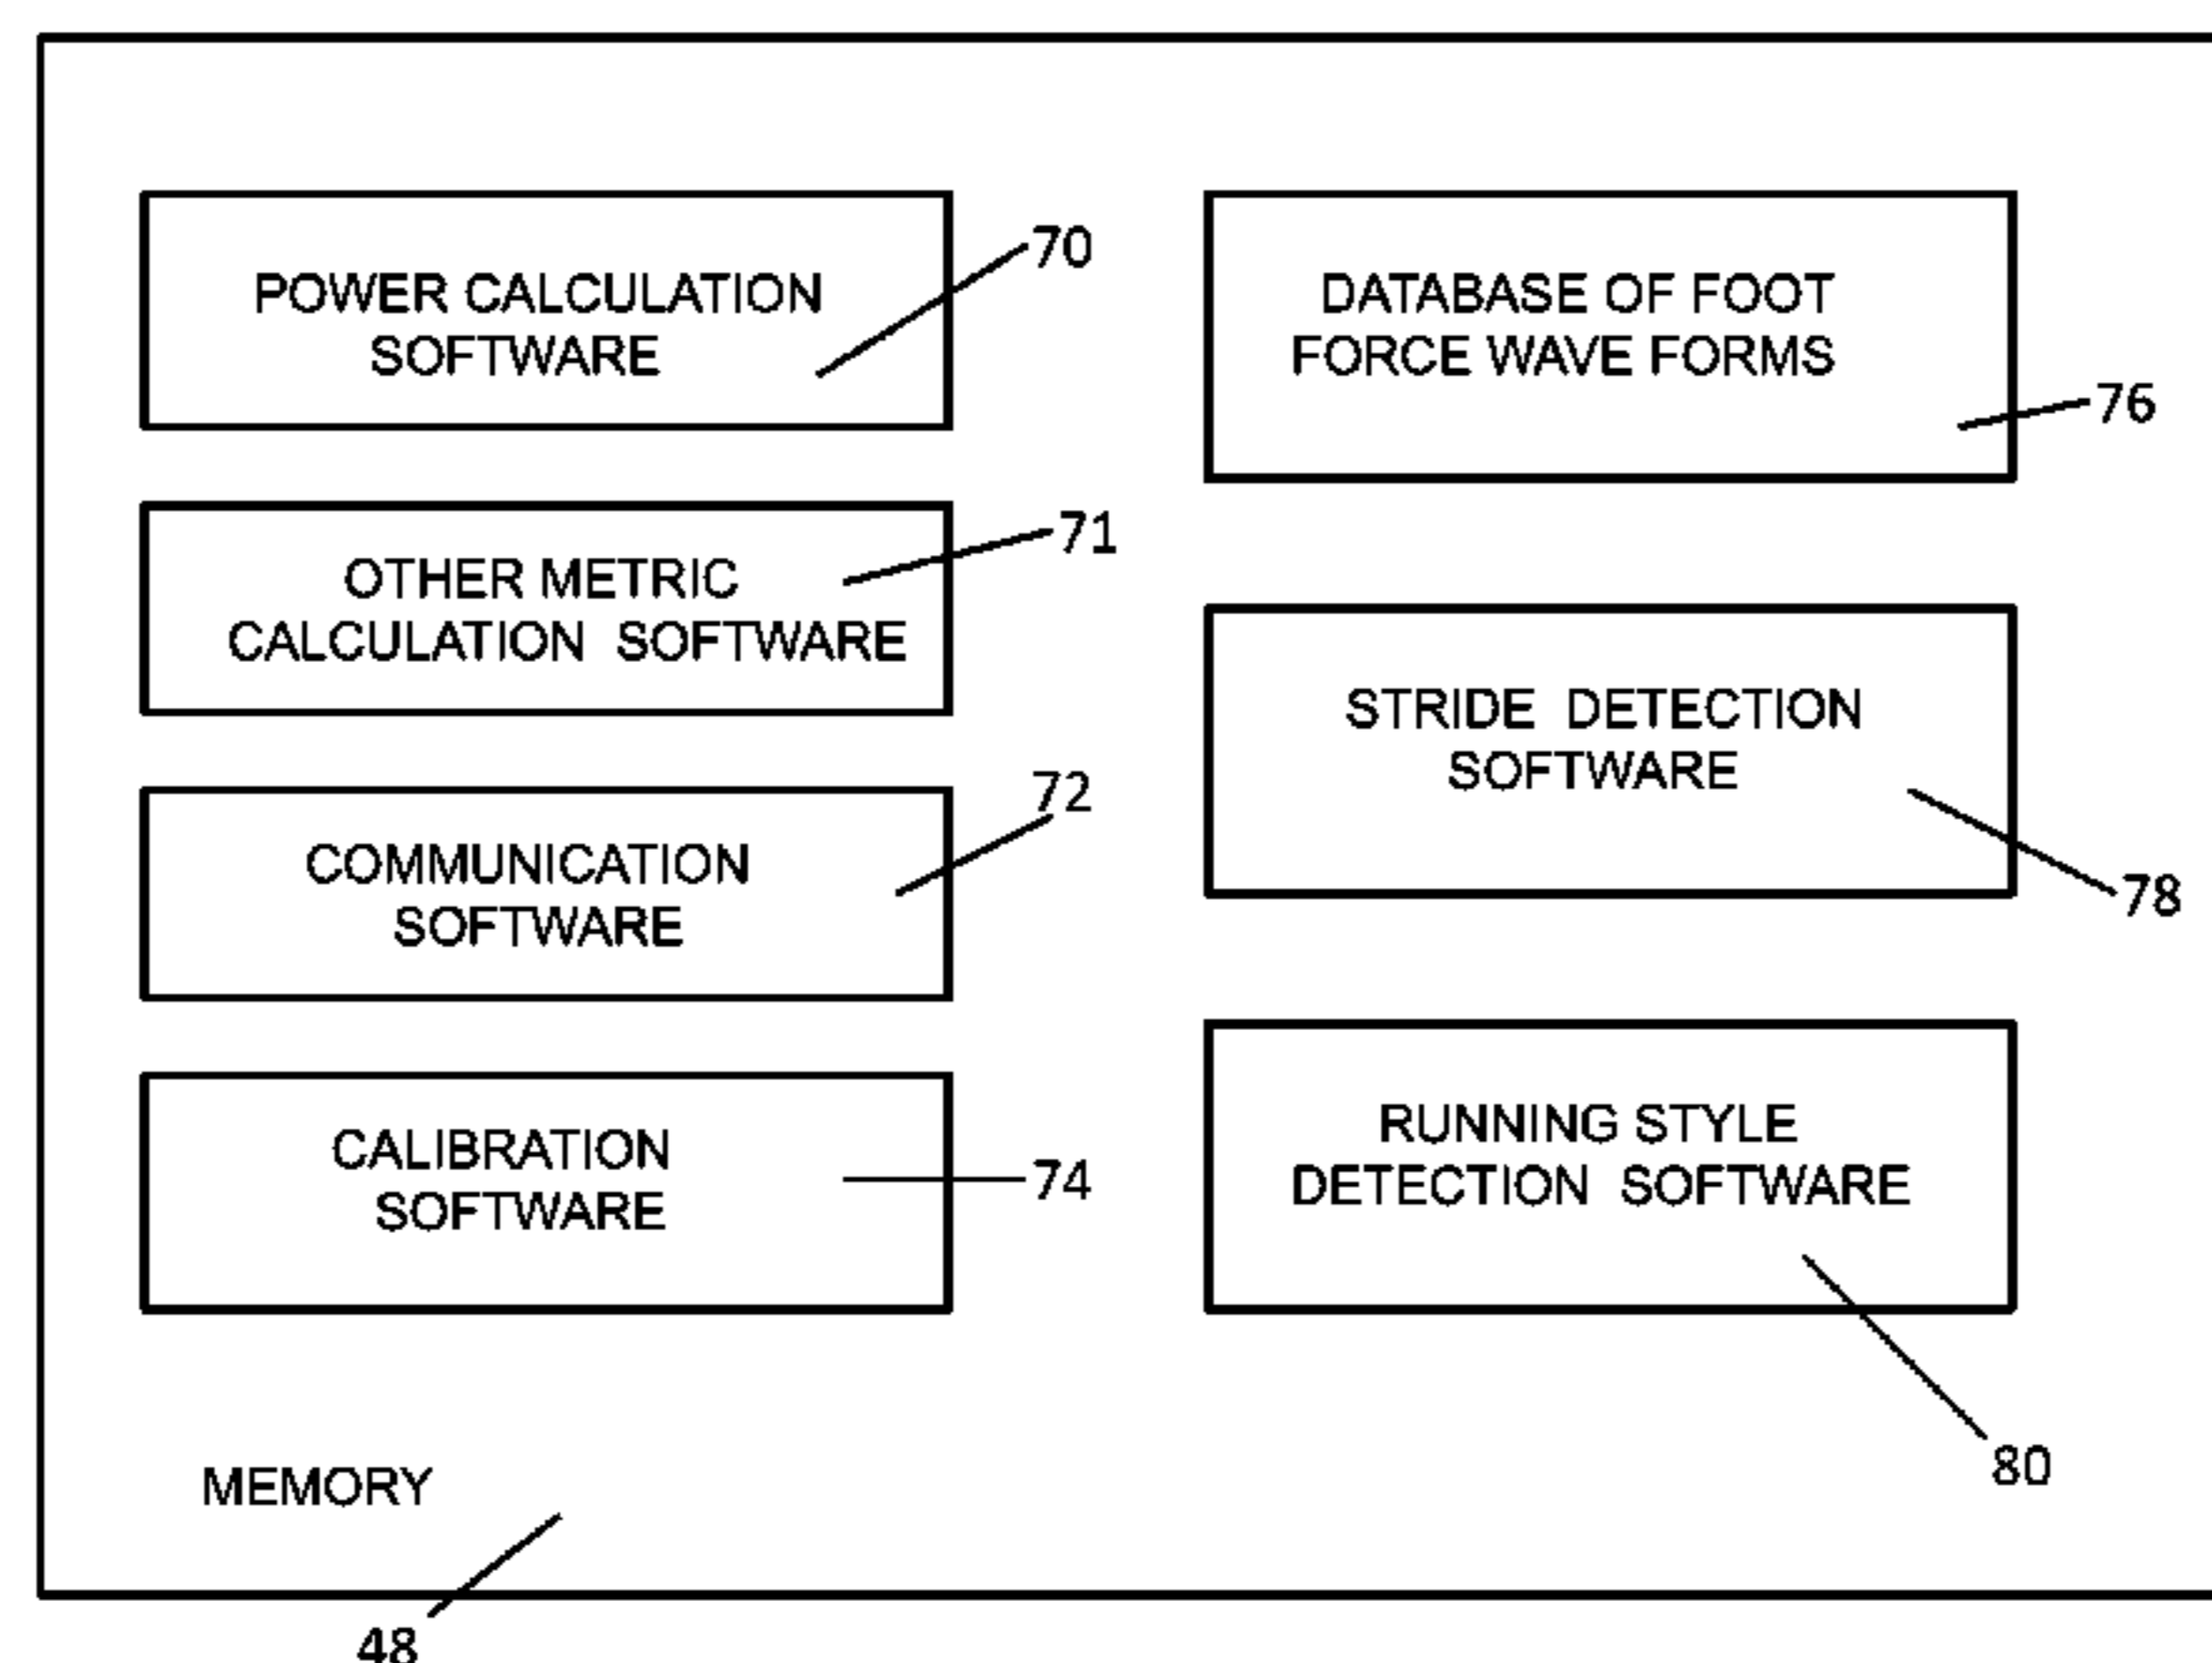 POWER CALCULATION
SOFTWARE
70
OTHER METRIC
CALCULATION SOFTWARE
71
COMMUNICATION
SOFTWARE
72
CALIBRATION
SOFTWARE
74
DATABASE OF FOOT
FORCE WAVE FORMS
76
STRIDE DETECTION
SOFTWARE
78
RUNNING STYLE
DETECTION SOFTWARE
80
MEMORY
48